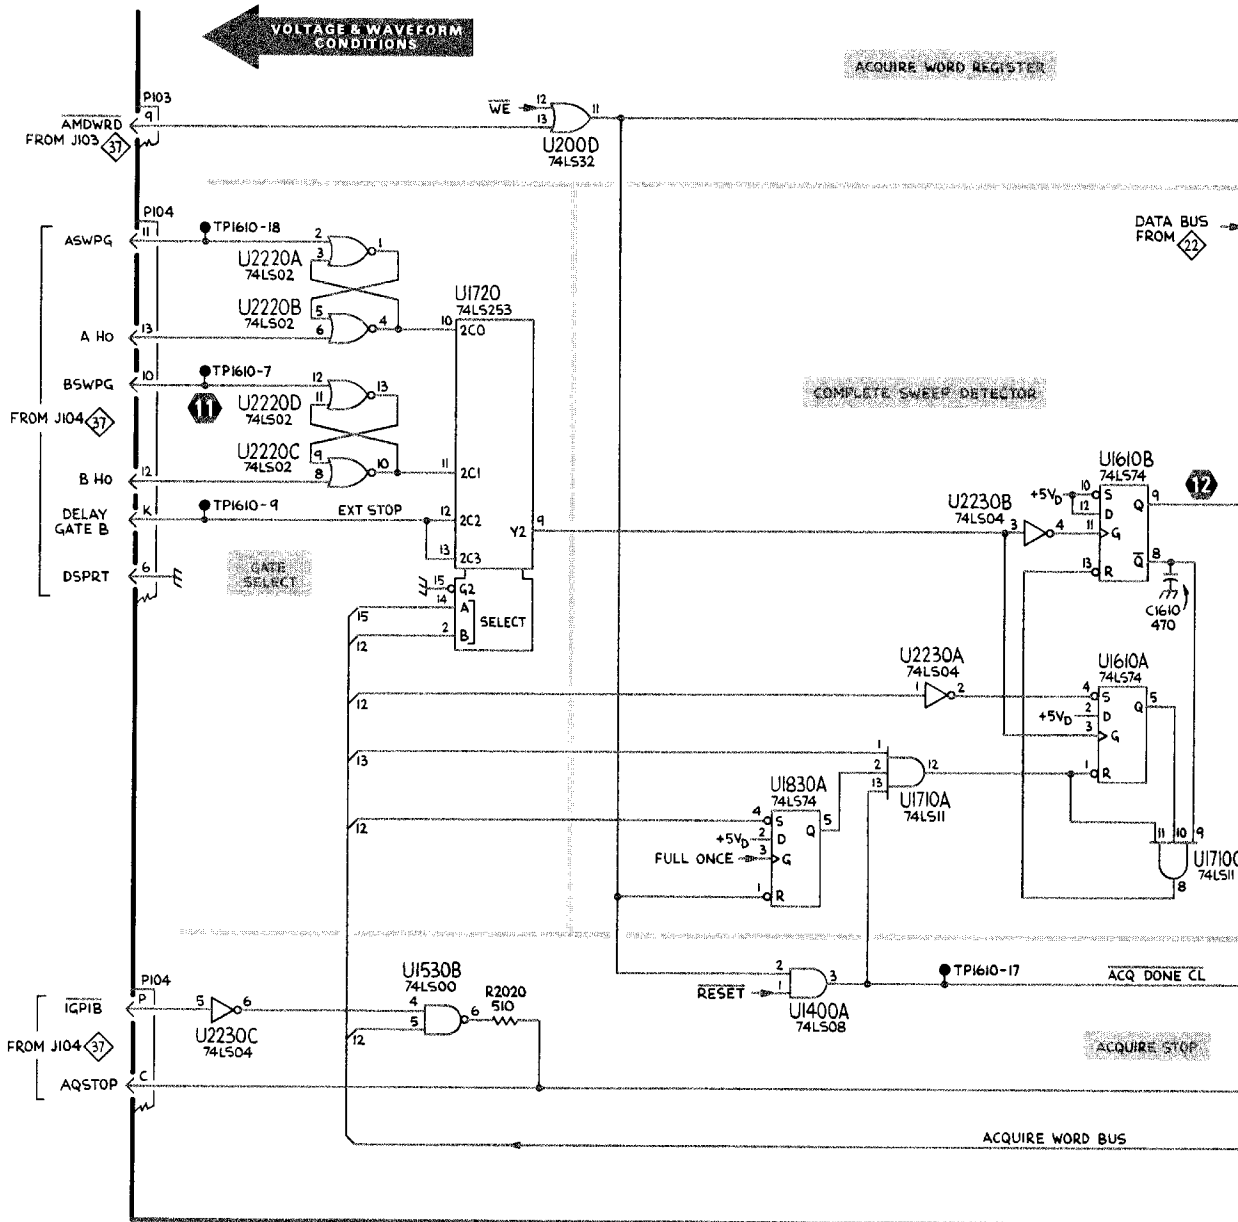 VOLTAGE & WAVEFORM
CONDITIONS
ACQUIRE WORD REGISTER
P103
9
AMDWRD
FROM J103 37
WE
12
13
11
U200D
74LS32
DATA BUS
FROM 22
P104
11
ASWPG
TP1610-18
2
3
1
U2220A
74LS02
U2220B
74LS02
5
6
4
A HO
13
U1720
74LS253
10
2C0
BSWPG
10
TP1610-7
11
12
11
13
U2220D
74LS02
FROM J104 37
U2220C
74LS02
9
8
10
11
2C1
B HO
12
DELAY
GATE B
K
TP1610-9
EXT STOP
12
2C2
13
2C3
Y2
9
DSPRT
6
GATE
SELECT
15
G2
14
A
2
B
SELECT
15
12
COMPLETE SWEEP DETECTOR
U1610B
74LS74
+5VD
10
S
12
D
11
G
13
R
Q
9
12
Q
8
C1610
470
U2230B
74LS04
3
4
U2230A
74LS04
1
2
12
U1610A
74LS74
4
S
+5VD
2
D
3
G
1
R
Q
5
13
1
2
13
12
U1710A
74LS11
U1830A
74LS74
12
4
S
+5VD
2
D
FULL ONCE
3
G
1
R
Q
5
11
10
9
U1710C
74LS11
8
P104
P
IGPIB
5
6
U2230C
74LS04
U1530B
74LS00
4
5
6
12
R2020
510
2
1
3
RESET
U1400A
74LS08
TP1610-17
ACQ DONE CL
FROM J104 37
AQSTOP
C
ACQUIRE STOP
ACQUIRE WORD BUS